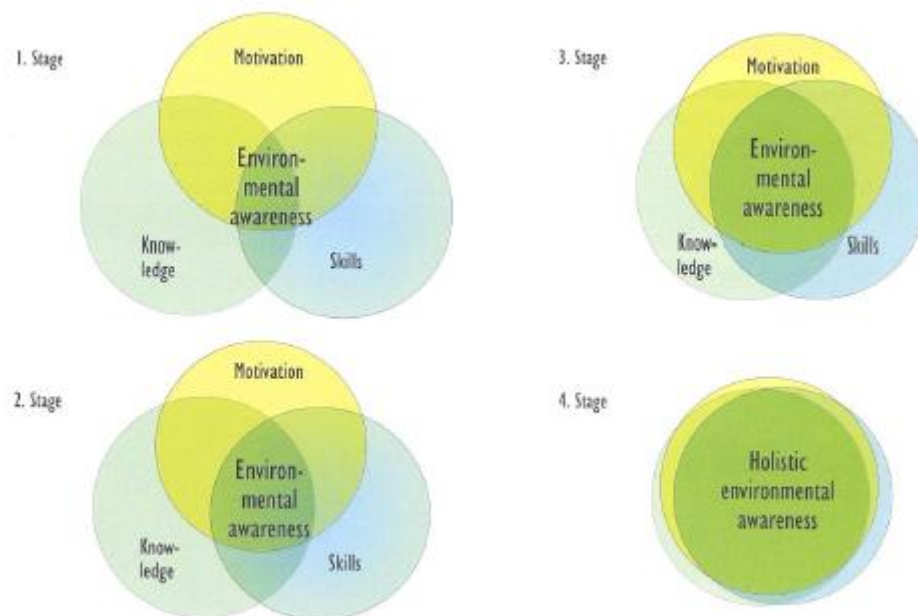 1. Stage
Motivation
Environ-
mental
awareness
Know-
ledge
Skills
2. Stage
Motivation
Environ-
mental
awareness
Know-
ledge
Skills
3. Stage
Motivation
Environ-
mental
awareness
Know-
ledge
Skills
4. Stage
Holistic
environmental
awareness